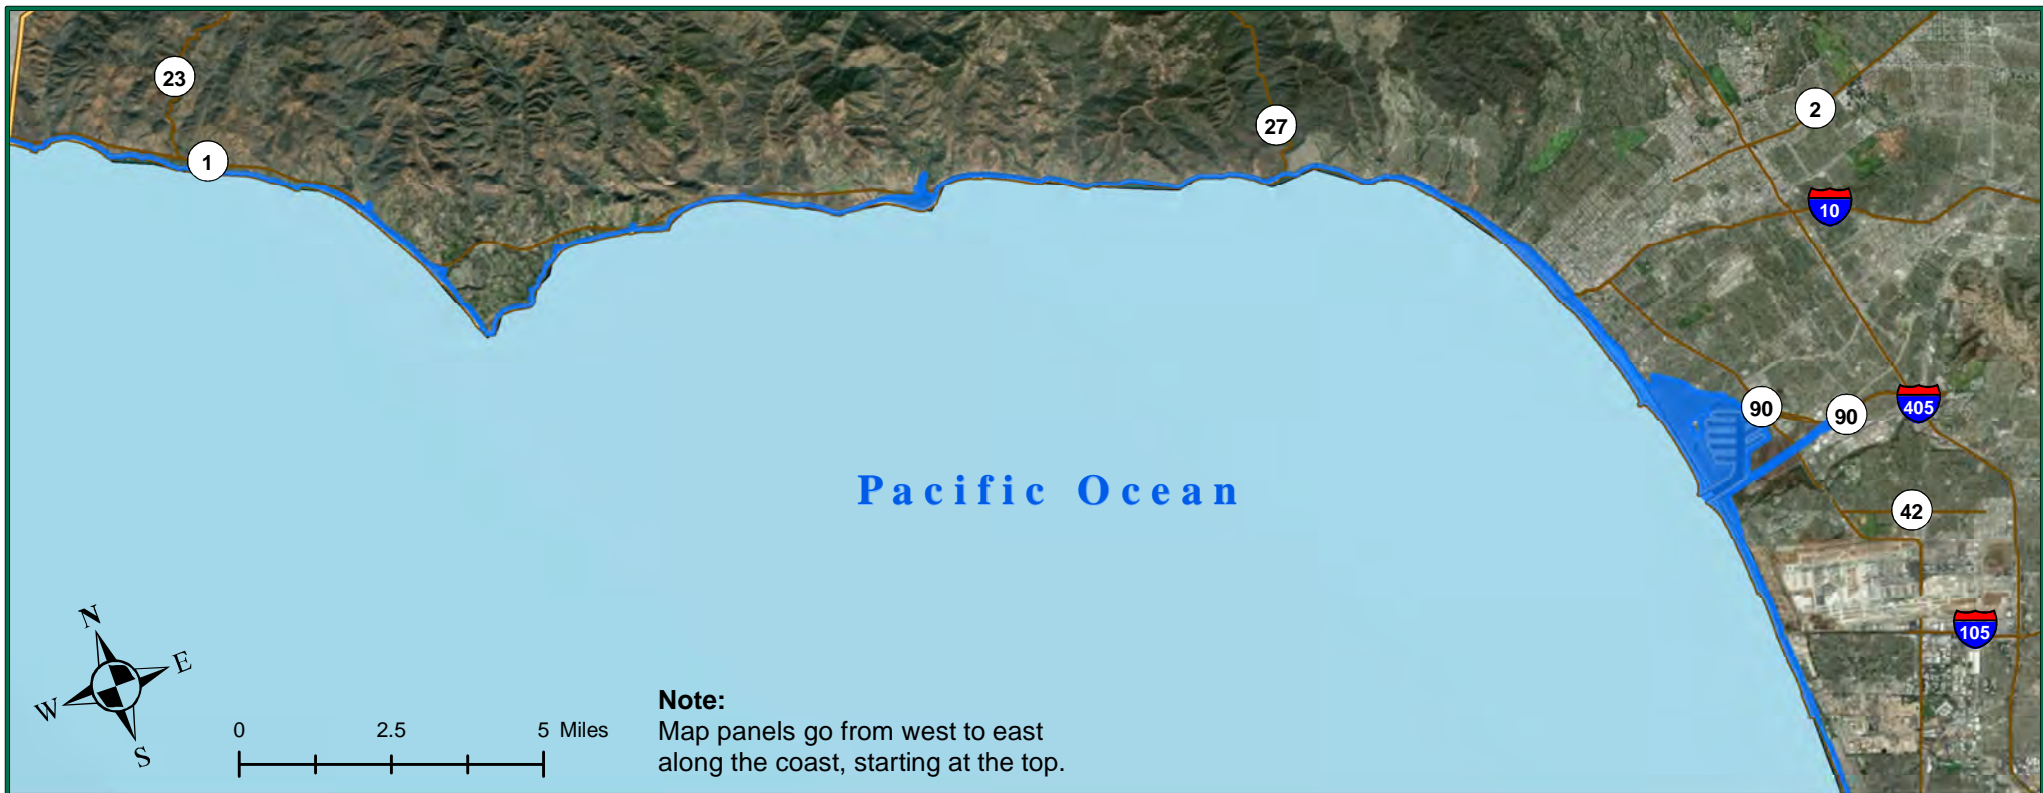 23
1
27
2
10
90
90
405
Pacific Ocean
42
105
N
E
W
S
0 2.5 5 Miles
Note:
Map panels go from west to east
along the coast, starting at the top.